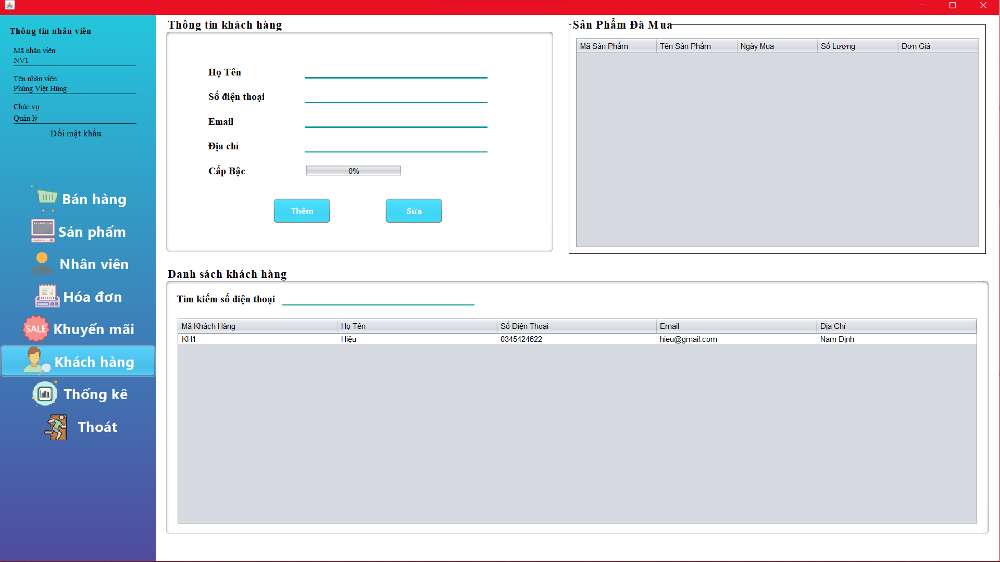 Thông tin nhân viên
Mã nhân viên:
NV1
Tên nhân viên:
Phùng Việt Hùng
Chúc vụ:
Quản lý
Đổi mật khẩu
Bán hàng
Sản phẩm
Nhân viên
Hóa đơn
SALE Khuyến mãi
Khách hàng
Thống kê
Thoát
Thông tin khách hàng
Họ Tên
Số điện thoại
Email
Địa chỉ
Cấp Bậc 0%
Thêm Sửa
Sản Phẩm Đã Mua
Mã Sản Phẩm Tên Sản Phẩm Ngày Mua Số Lượng Đơn Giá
Danh sách khách hàng
Tìm kiếm số điện thoại
Mã Khách Hàng Họ Tên Số Điện Thoại Email Địa Chỉ
KH1 Hiệu 0345424622 hieu@gmail.com Nam Định